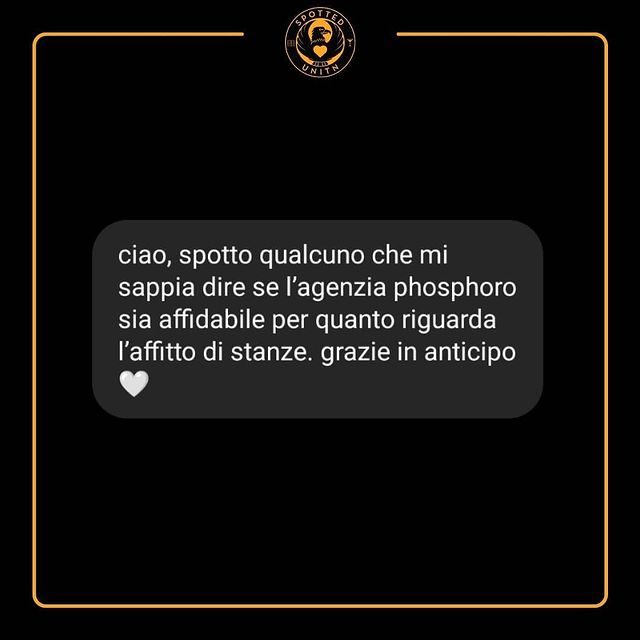 SPOTTED
UNITN
ciao, spotto qualcuno che mi
sappia dire se l’agenzia phosphoro
sia affidabile per quanto riguarda
l’affitto di stanze. grazie in anticipo
🤍